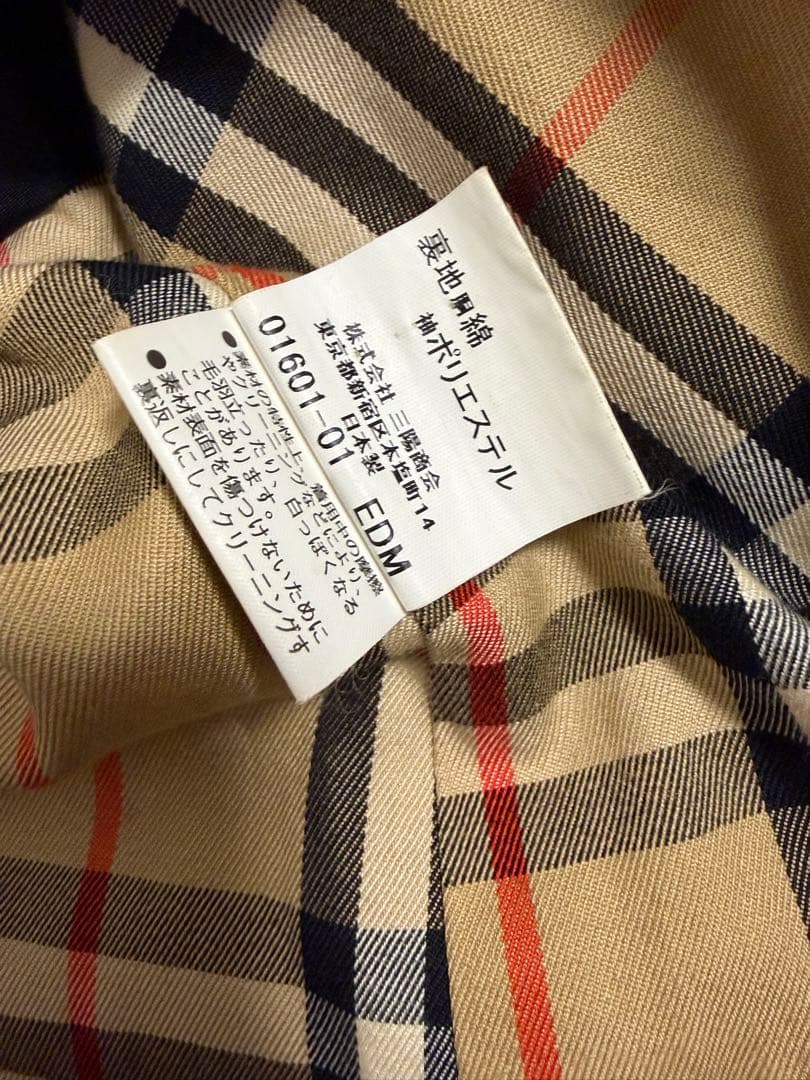 裏地胴綿
袖ポリエステル
株式会社 三陽商会
東京都新宿区本塩町14
日本製
01601-01 EDM
●素材の特性上、着用中の摩擦
やクリーニングなどにより、
毛羽立ったり、白っぽくなる
ことがあります。
●素材表面を傷つけないために
裏返しにしてクリーニングす